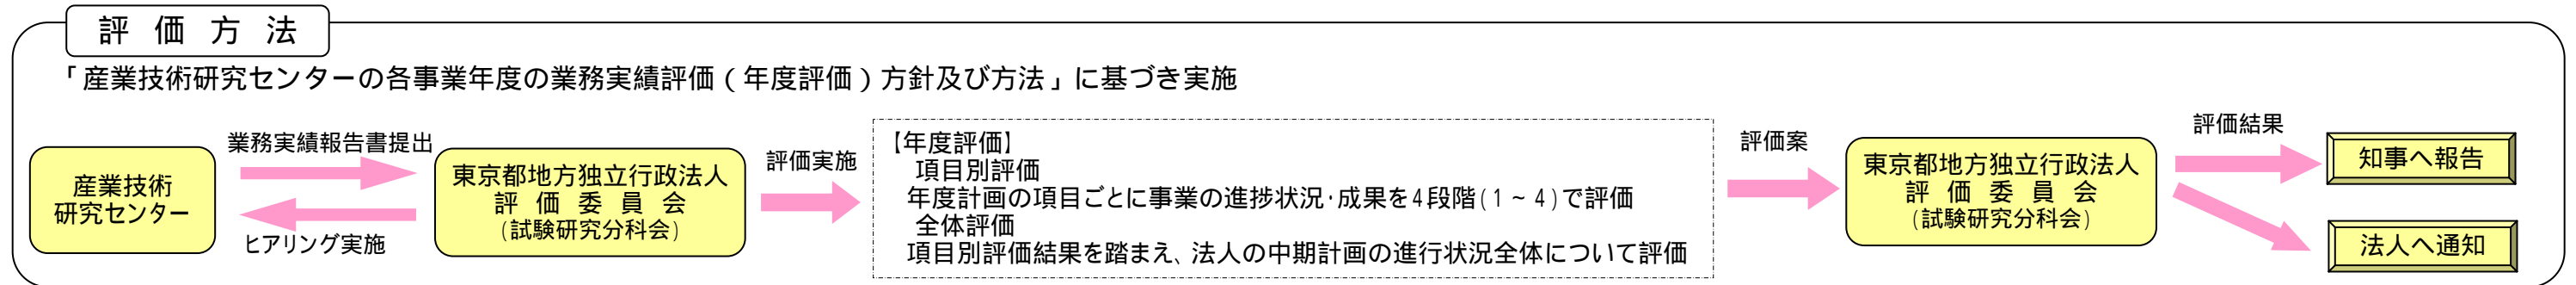 評価方法
「産業技術研究センターの各事業年度の業務実績評価(年度評価)方針及び方法」に基づき実施
産業技術
研究センター
業務実績報告書提出
ヒアリング実施
東京都地方独立行政法人
評価委員会
(試験研究分科会)
評価実施
【年度評価】
項目別評価
年度計画の項目ごとに事業の進捗状況・成果を4段階(1~4)で評価
全体評価
項目別評価結果を踏まえ、法人の中期計画の進行状況全体について評価
評価案
東京都地方独立行政法人
評価委員会
(試験研究分科会)
評価結果
知事へ報告
法人へ通知